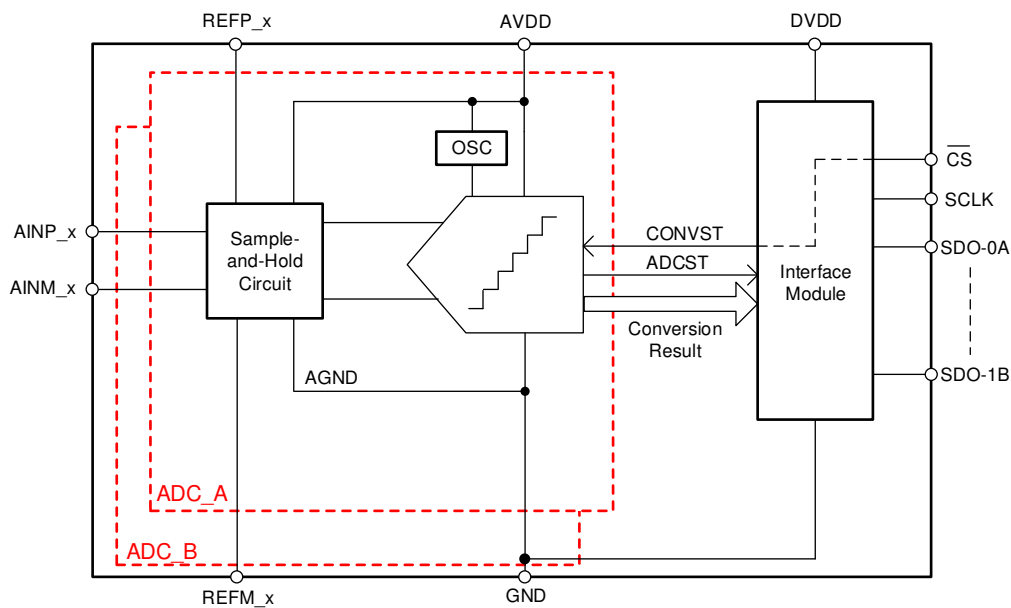 REFP_x
AVDD
DVDD
OSC
CS
SCLK
AINP_x
Sample-
and-Hold
Circuit
CONVST
SDO-0A
ADCST
Interface
Module
AINM_x
Conversion
Result
AGND
SDO-1B
ADC_A
ADC_B
REFM_x
GND